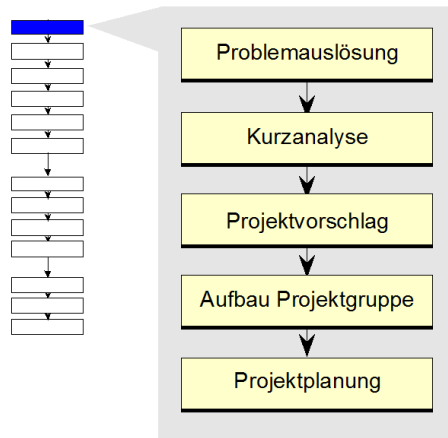 Problemauslösung
Kurzanalyse
Projektvorschlag
Aufbau Projektgruppe
Projektplanung